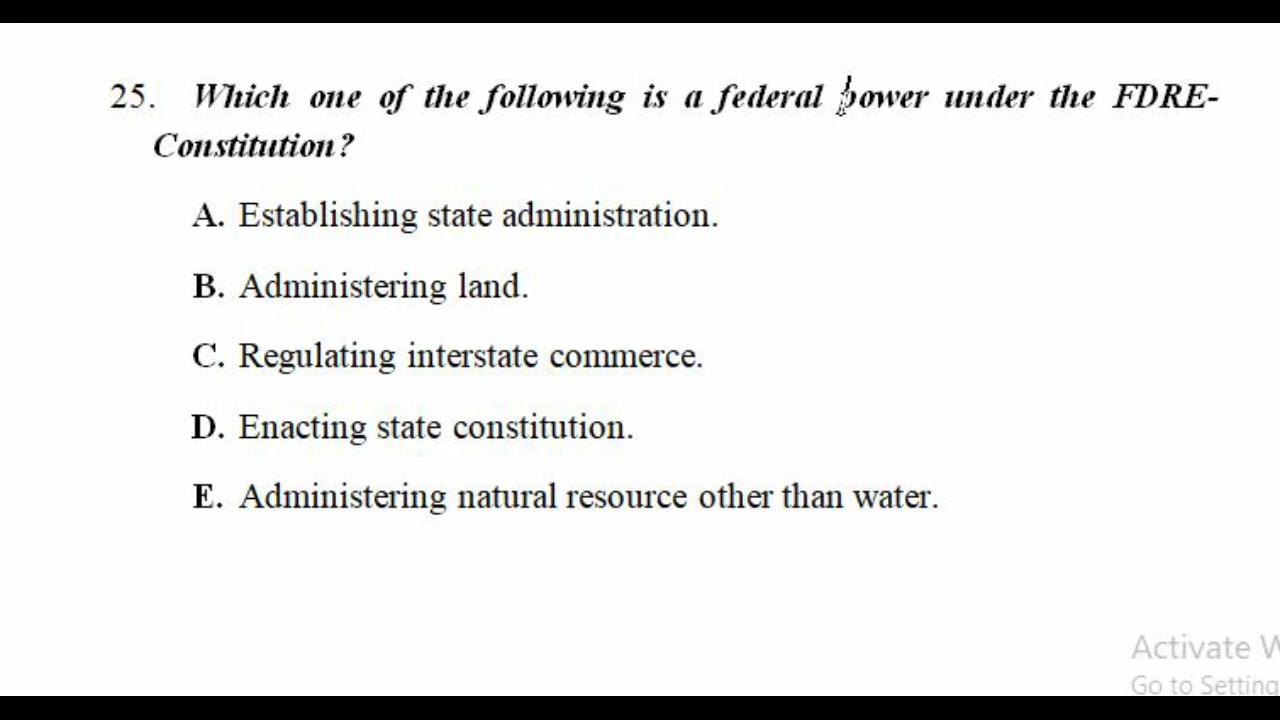 25. Which one of the following is a federal power under the FDRE-
Constitution?
A. Establishing state administration.
B. Administering land.
C. Regulating interstate commerce.
D. Enacting state constitution.
E. Administering natural resource other than water.
Activate
Go to Setting